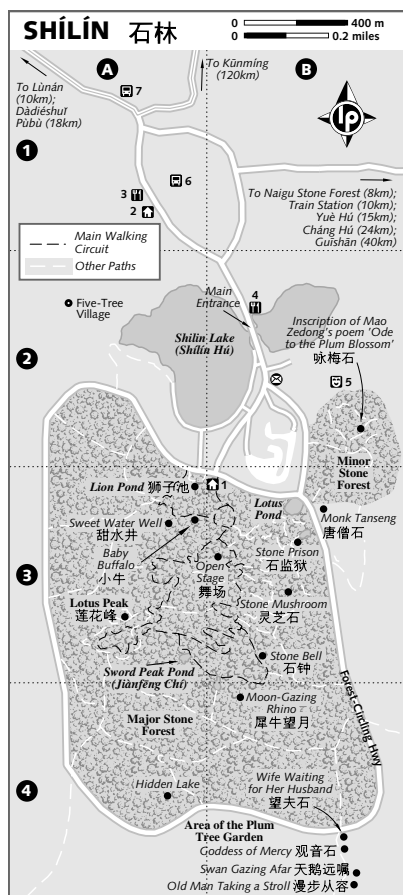 SHÍLÍN 石林
0 400 m
0 0.2 miles
A
B
To Kūnmíng
(120km)
To Lùnán
(10km);
Dàdiéshuǐ
Pùbù (18km)
7
lp
1
6
3
2
To Naigu Stone Forest (8km);
Train Station (10km);
Yuè Hú (15km);
Cháng Hú (24km);
Guīshān (40km)
Main Walking
Circuit
Other Paths
Main
Entrance
4
Five-Tree
Village
Inscription of Mao
Zedong's poem 'Ode
to the Plum Blossom'
咏梅石
Shilin Lake
(Shílín Hú)
2
5
Minor
Stone
Forest
Lion Pond 狮子池
1
Lotus
Pond
Sweet Water Well
甜水井
Monk Tanseng
唐僧石
Baby
Buffalo
小牛
Stone Prison
石监狱
Open
Stage
舞场
3
Stone Mushroom
灵芝石
Lotus Peak
莲花峰
Stone Bell
石钟
Sword Peak Pond
(Jiànfēng Chí)
Forest-Circling Hwy
Moon-Gazing
Rhino
犀牛望月
Major Stone
Forest
Wife Waiting
for Her Husband
望夫石
4
Hidden Lake
Area of the Plum
Tree Garden
Goddess of Mercy 观音石
Swan Gazing Afar 天鹅远嘱
Old Man Taking a Stroll 漫步从容